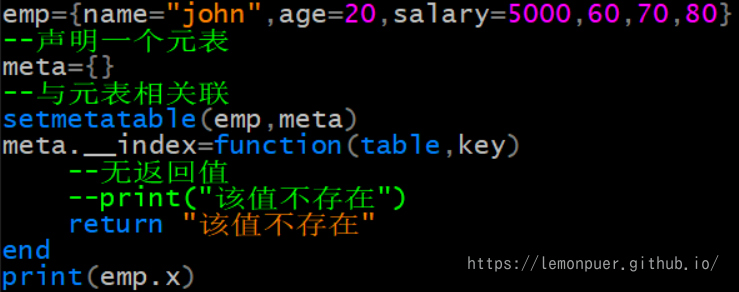 emp={name="john",age=20,salary=5000,60,70,80}
--声明一个元表
meta={}
--与元表相关联
setmetatable(emp,meta)
meta.__index=function(table,key)
    --无返回值
    --print("该值不存在")
    return "该值不存在"
end
print(emp.x)
https://lemonpuer.github.io/